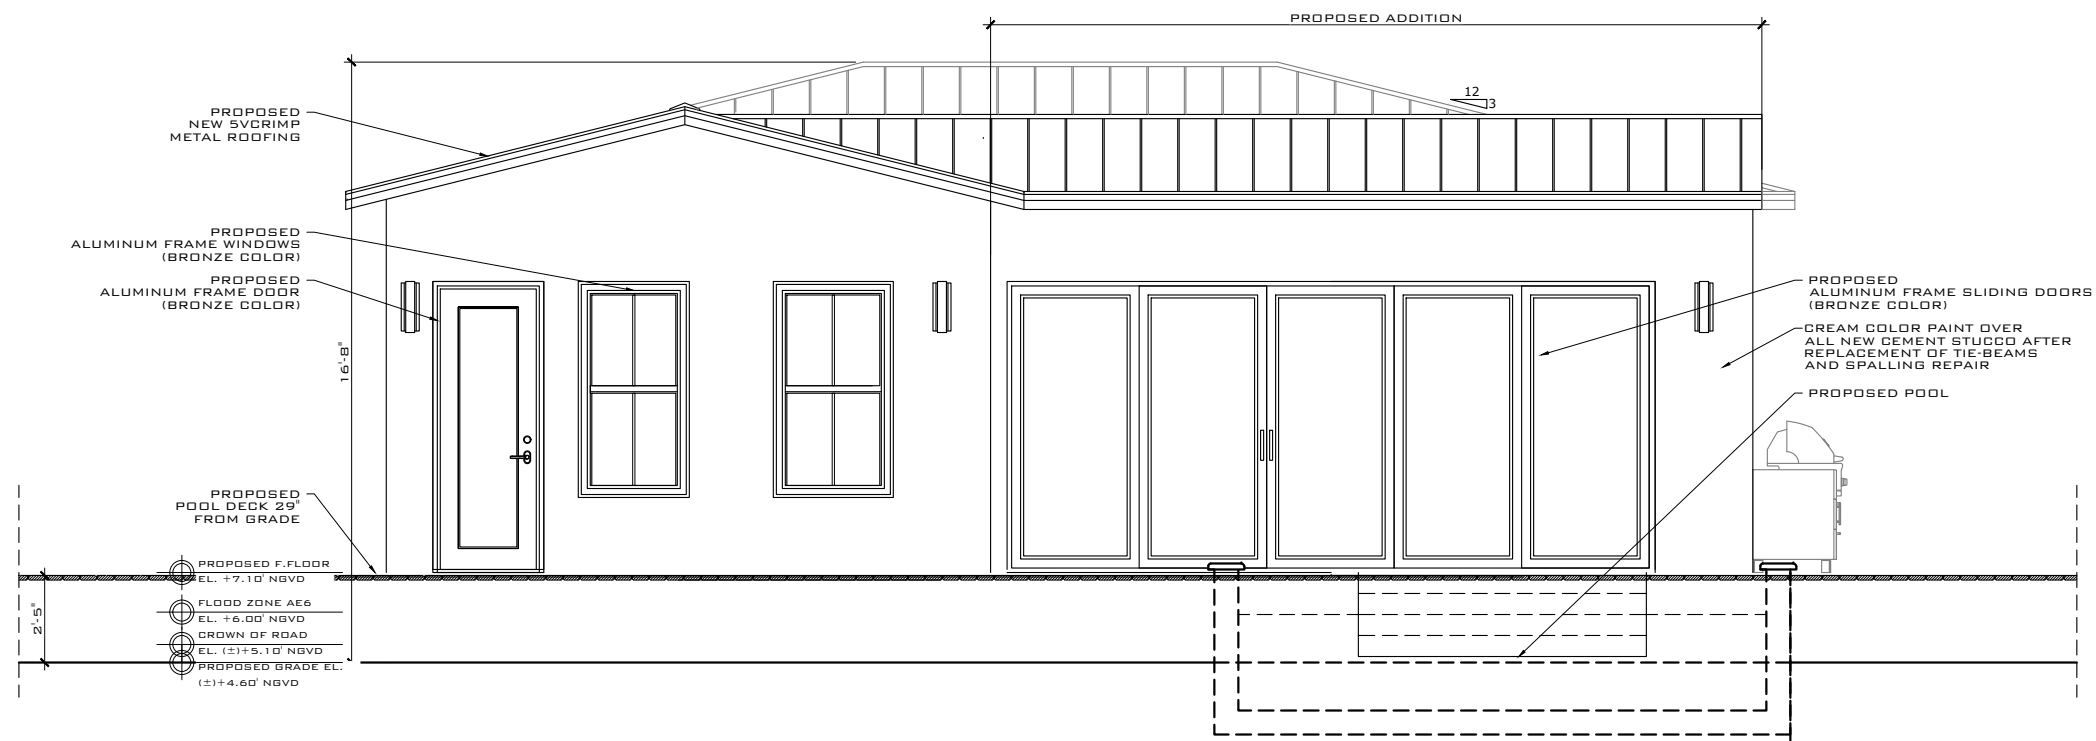 PROPOSED ADDITION
12
3
PROPOSED
NEW 5VCRIMP
METAL ROOFING
PROPOSED
ALUMINUM FRAME WINDOWS
(BRONZE COLOR)
PROPOSED
ALUMINUM FRAME DOOR
(BRONZE COLOR)
16'-8"
PROPOSED
ALUMINUM FRAME SLIDING DOORS
(BRONZE COLOR)
CREAM COLOR PAINT OVER
ALL NEW CEMENT STUCCO AFTER
REPLACEMENT OF TIE-BEAMS
AND SPALLING REPAIR
PROPOSED POOL
PROPOSED
POOL DECK 29"
FROM GRADE
PROPOSED F.FLOOR
EL. +7.10' NGVD
FLOOD ZONE AE6
EL. +6.00' NGVD
CROWN OF ROAD
EL. (±)+5.10' NGVD
PROPOSED GRADE EL.
(±)+4.60' NGVD
2'-5"